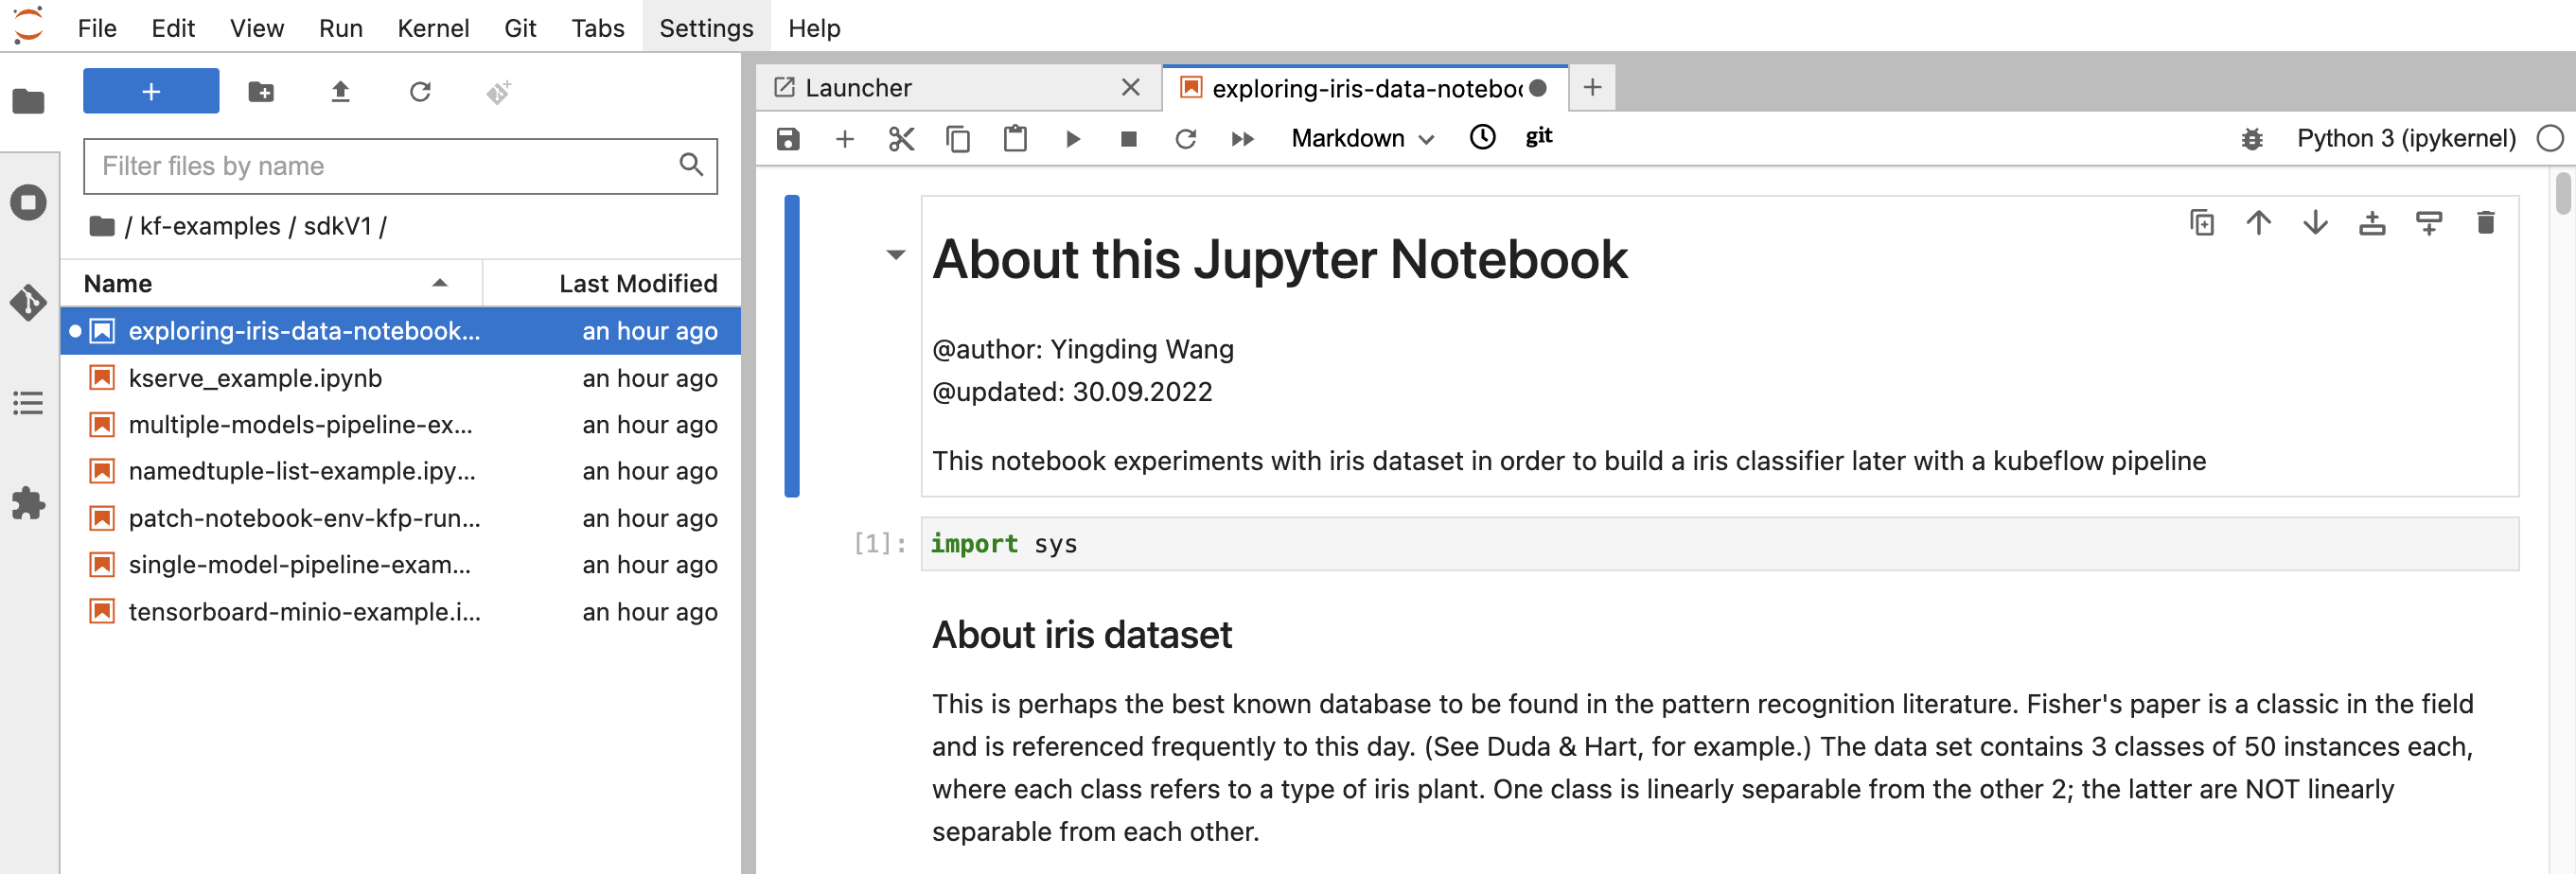 File Edit View Run Kernel Git Tabs Settings Help
Filter files by name
/ kf-examples / sdkV1 /
Name Last Modified
exploring-iris-data-notebook... an hour ago
kserve_example.ipynb an hour ago
multiple-models-pipeline-ex... an hour ago
namedtuple-list-example.ipy... an hour ago
patch-notebook-env-kfp-run... an hour ago
single-model-pipeline-exam... an hour ago
tensorboard-minio-example.i... an hour ago
Launcher exploring-iris-data-noteboo
Markdown git Python 3 (ipykernel)
About this Jupyter Notebook
@author: Yingding Wang
@updated: 30.09.2022
This notebook experiments with iris dataset in order to build a iris classifier later with a kubeflow pipeline
[1]: import sys
About iris dataset
This is perhaps the best known database to be found in the pattern recognition literature. Fisher's paper is a classic in the field
and is referenced frequently to this day. (See Duda & Hart, for example.) The data set contains 3 classes of 50 instances each,
where each class refers to a type of iris plant. One class is linearly separable from the other 2; the latter are NOT linearly
separable from each other.